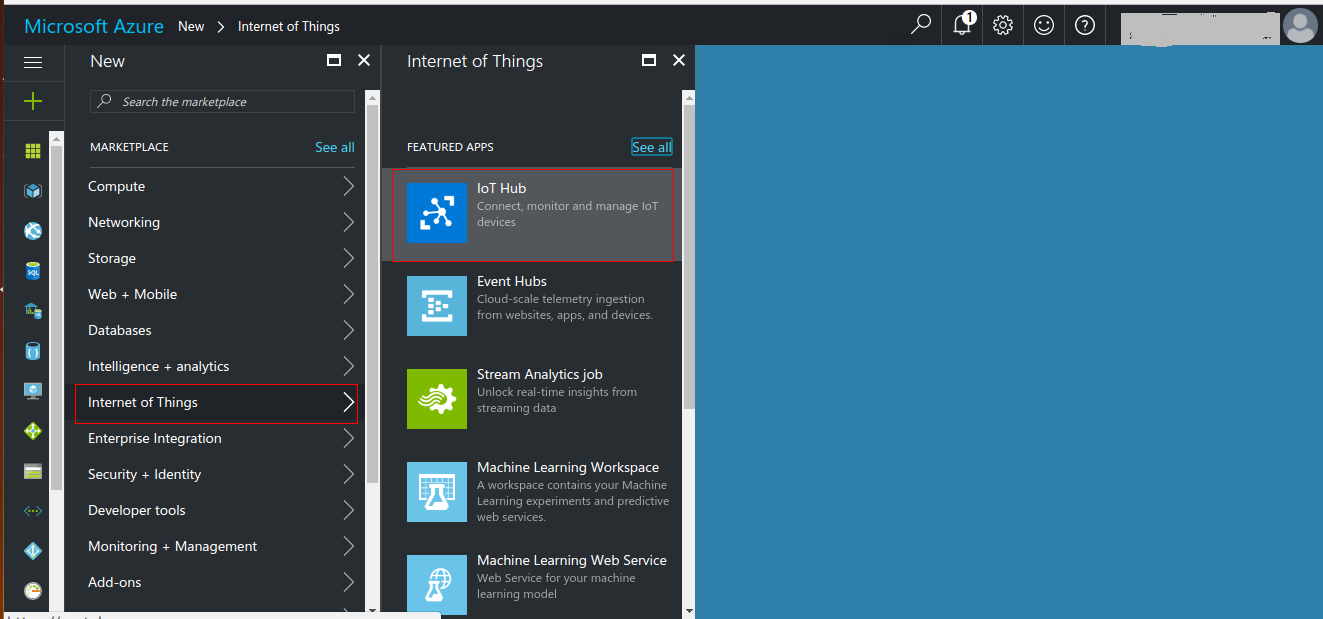 Microsoft Azure New > Internet of Things
1
New
Search the marketplace
MARKETPLACE See all
Compute
Networking
Storage
Web + Mobile
Databases
Intelligence + analytics
Internet of Things
Enterprise Integration
Security + Identity
Developer tools
Monitoring + Management
Add-ons
Internet of Things
FEATURED APPS See all
IoT Hub
Connect, monitor and manage IoT
devices
Event Hubs
Cloud-scale telemetry ingestion
from websites, apps, and devices.
Stream Analytics job
Unlock real-time insights from
streaming data
Machine Learning Workspace
A workspace contains your Machine
Learning experiments and predictive
web services.
Machine Learning Web Service
Web Service for your machine
learning model
SQL